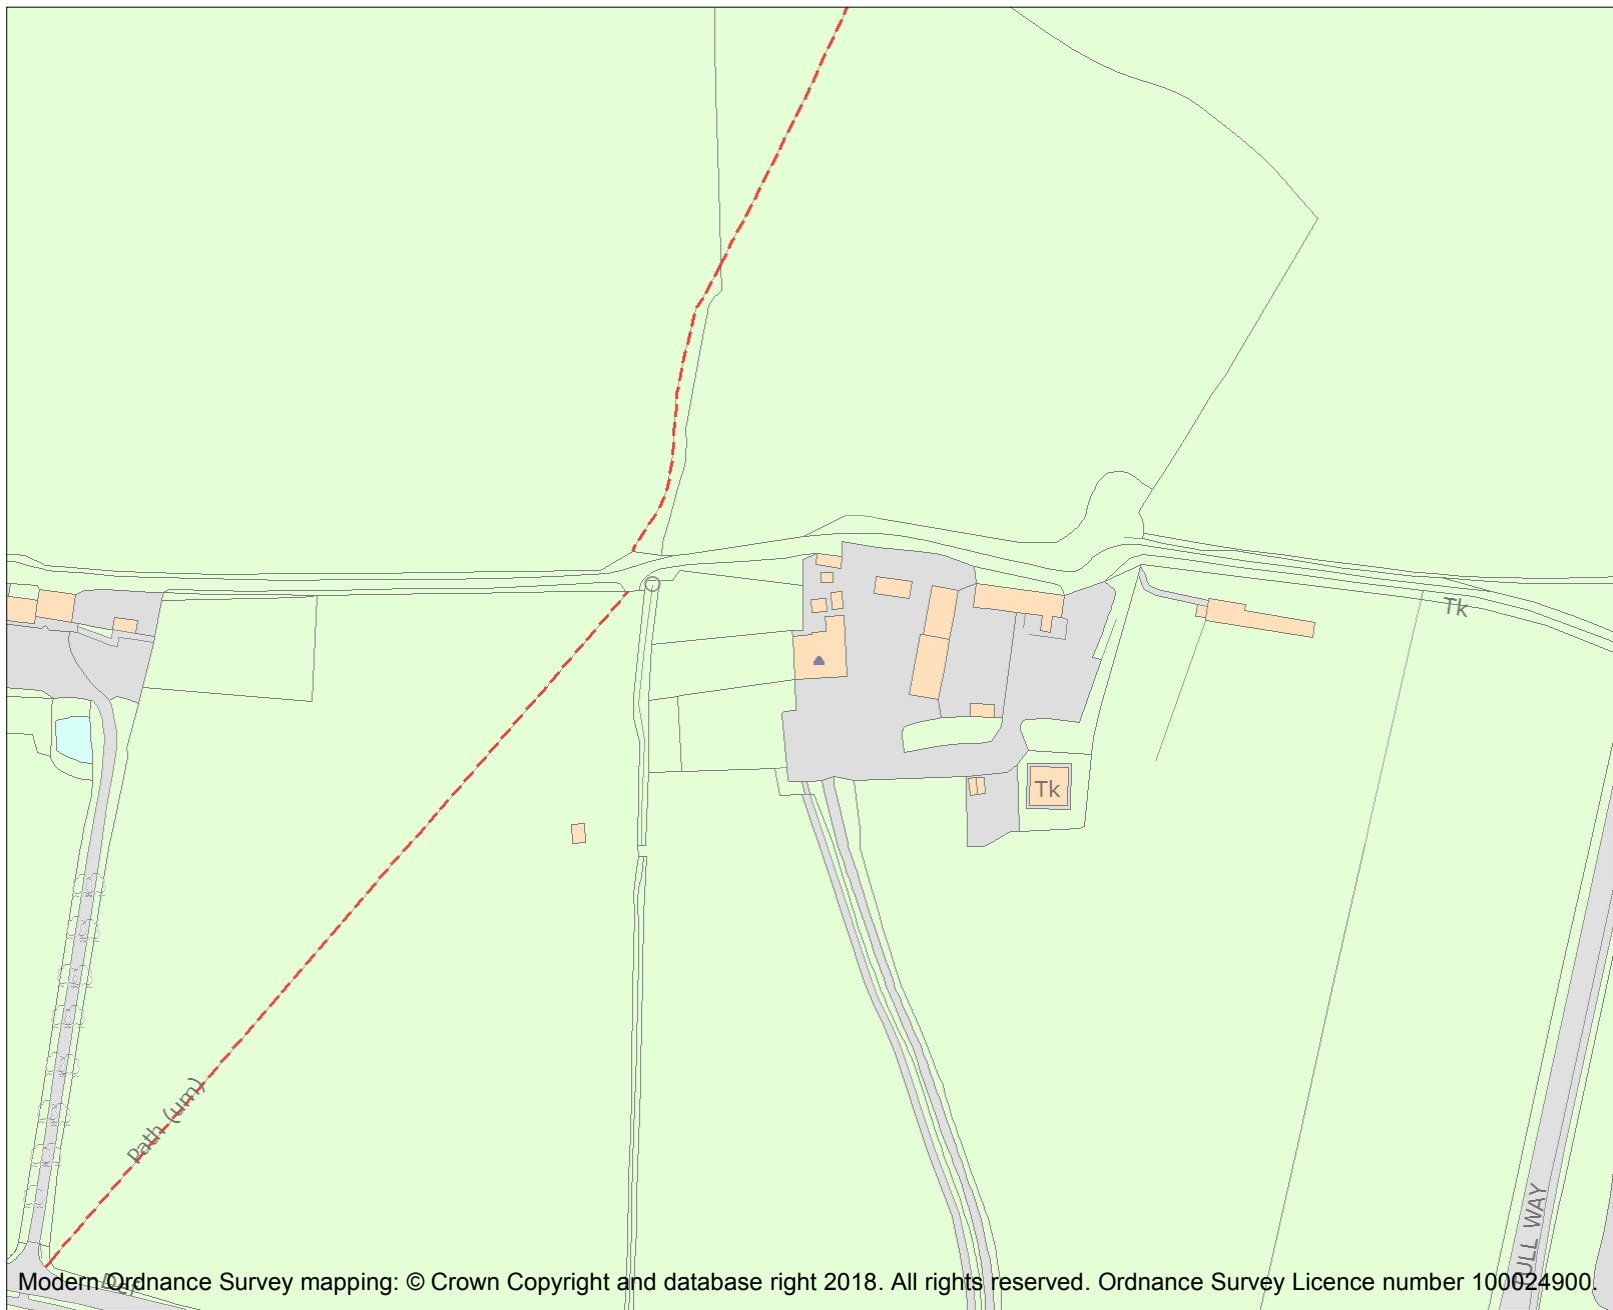 Tk
Tk
Path (um)
ULL WAY
Def
Modern Ordnance Survey mapping: © Crown Copyright and database right 2018. All rights reserved. Ordnance Survey Licence number 100024900.